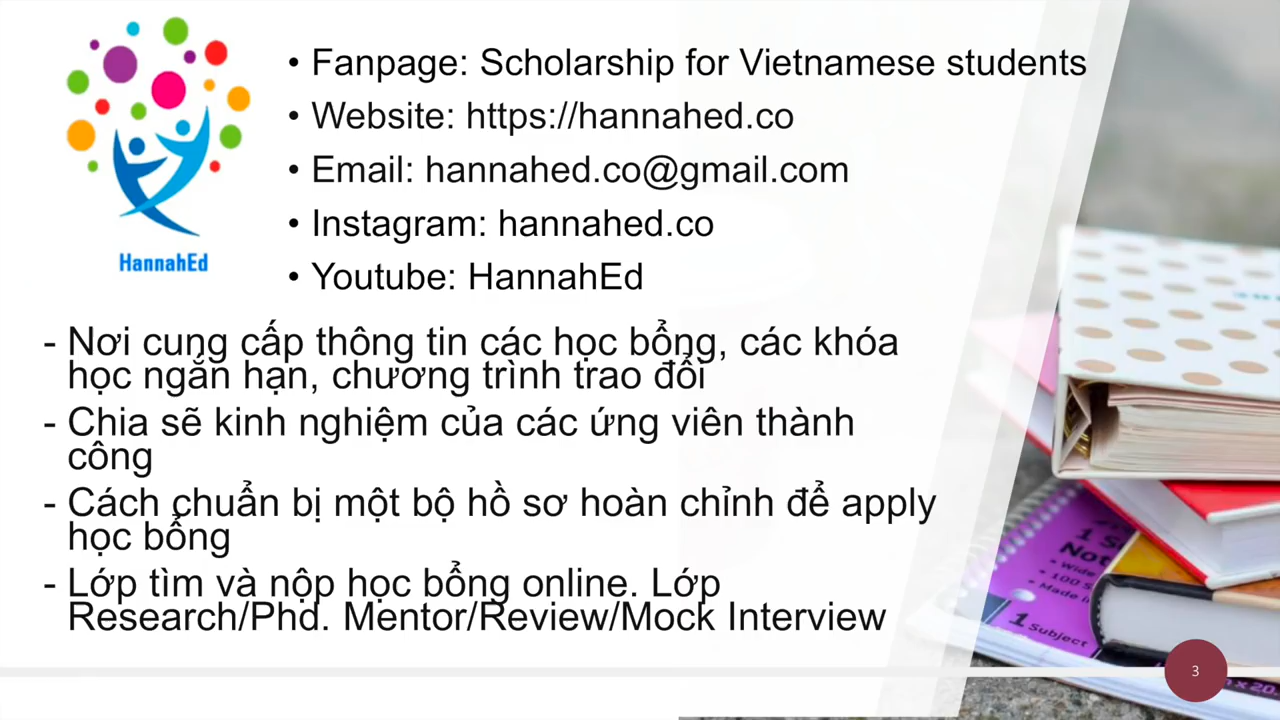 HannahEd
• Fanpage: Scholarship for Vietnamese students
• Website: https://hannahed.co
• Email: hannahed.co@gmail.com
• Instagram: hannahed.co
• Youtube: HannahEd
- Nơi cung cấp thông tin các học bổng, các khóa
học ngắn hạn, chương trình trao đổi
- Chia sẽ kinh nghiệm của các ứng viên thành
công
- Cách chuẩn bị một bộ hồ sơ hoàn chỉnh để apply
học bổng
- Lớp tìm và nộp học bổng online. Lớp
Research/Phd. Mentor/Review/Mock Interview
1 Subject
3